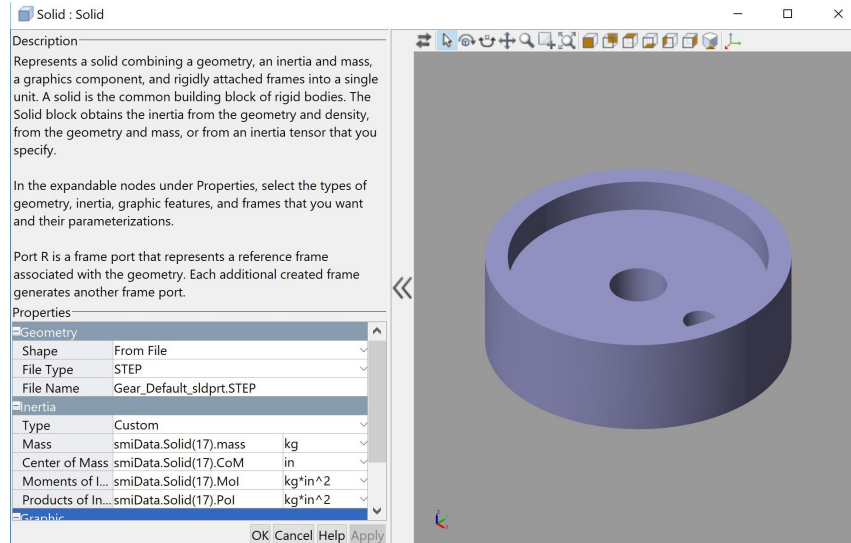 Solid : Solid
Description
Represents a solid combining a geometry, an inertia and mass,
a graphics component, and rigidly attached frames into a single
unit. A solid is the common building block of rigid bodies. The
Solid block obtains the inertia from the geometry and density,
from the geometry and mass, or from an inertia tensor that you
specify.
In the expandable nodes under Properties, select the types of
geometry, inertia, graphic features, and frames that you want
and their parameterizations.
Port R is a frame port that represents a reference frame
associated with the geometry. Each additional created frame
generates another frame port.
Properties
Geometry
Shape From File
File Type STEP
File Name Gear_Default_sldprt.STEP
Inertia
Type Custom
Mass smiData.Solid(17).mass kg
Center of Mass smiData.Solid(17).CoM in
Moments of I... smiData.Solid(17).MoI kg*in^2
Products of In... smiData.Solid(17).PoI kg*in^2
Graphic
OK Cancel Help Apply